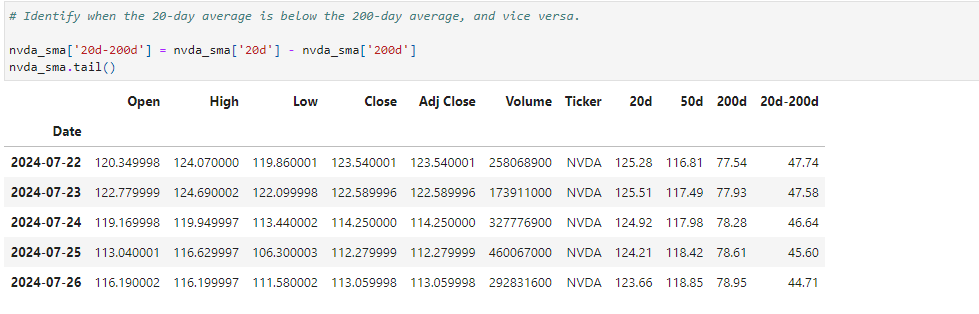 # Identify when the 20-day average is below the 200-day average, and vice versa.
nvda_sma['20d-200d'] = nvda_sma['20d'] - nvda_sma['200d']
nvda_sma.tail()
Open High Low Close Adj Close Volume Ticker 20d 50d 200d 20d-200d
Date
2024-07-22 120.349998 124.070000 119.860001 123.540001 123.540001 258068900 NVDA 125.28 116.81 77.54 47.74
2024-07-23 122.779999 124.690002 122.099998 122.589996 122.589996 173911000 NVDA 125.51 117.49 77.93 47.58
2024-07-24 119.169998 119.949997 113.440002 114.250000 114.250000 327776900 NVDA 124.92 117.98 78.28 46.64
2024-07-25 113.040001 116.629997 106.300003 112.279999 112.279999 460067000 NVDA 124.21 118.42 78.61 45.60
2024-07-26 116.190002 116.199997 111.580002 113.059998 113.059998 292831600 NVDA 123.66 118.85 78.95 44.71